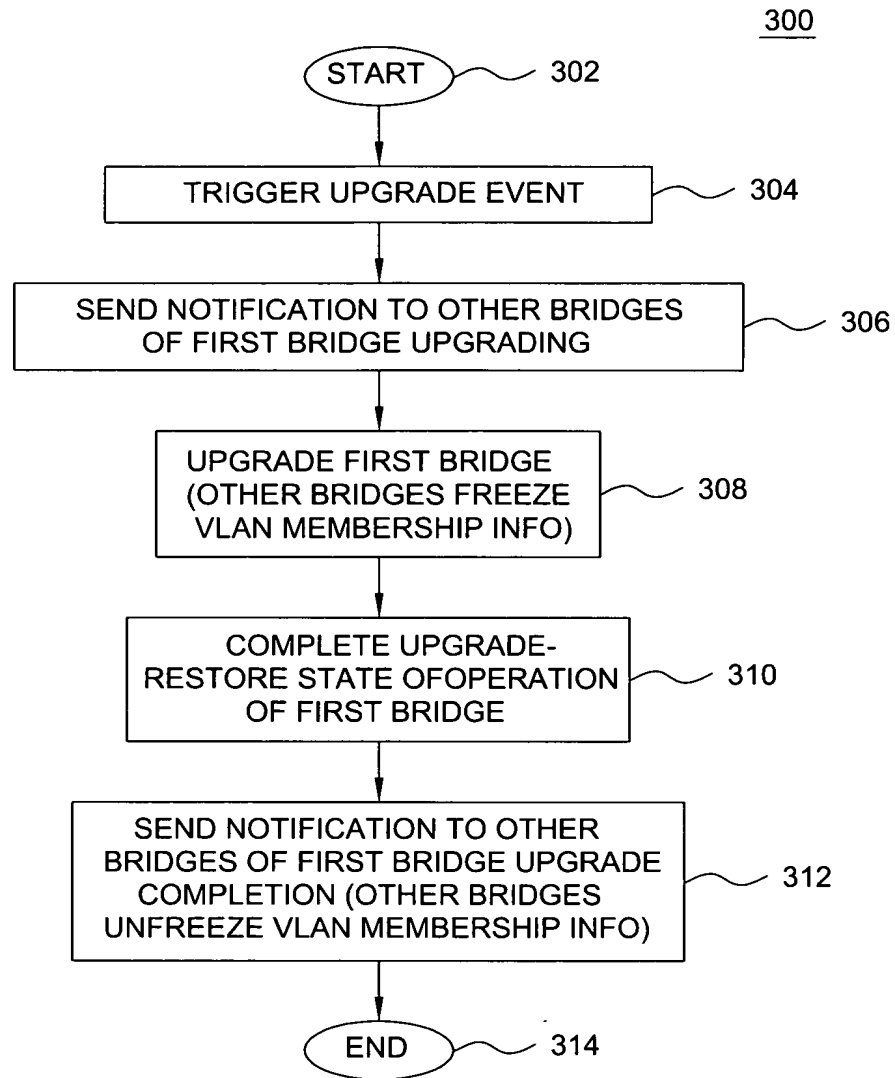 300
START
302
TRIGGER UPGRADE EVENT
304
SEND NOTIFICATION TO OTHER BRIDGES
OF FIRST BRIDGE UPGRADING
306
UPGRADE FIRST BRIDGE
(OTHER BRIDGES FREEZE
VLAN MEMBERSHIP INFO)
308
COMPLETE UPGRADE-
RESTORE STATE OFOPERATION
OF FIRST BRIDGE
310
SEND NOTIFICATION TO OTHER
BRIDGES OF FIRST BRIDGE UPGRADE
COMPLETION (OTHER BRIDGES
UNFREEZE VLAN MEMBERSHIP INFO)
312
END
314